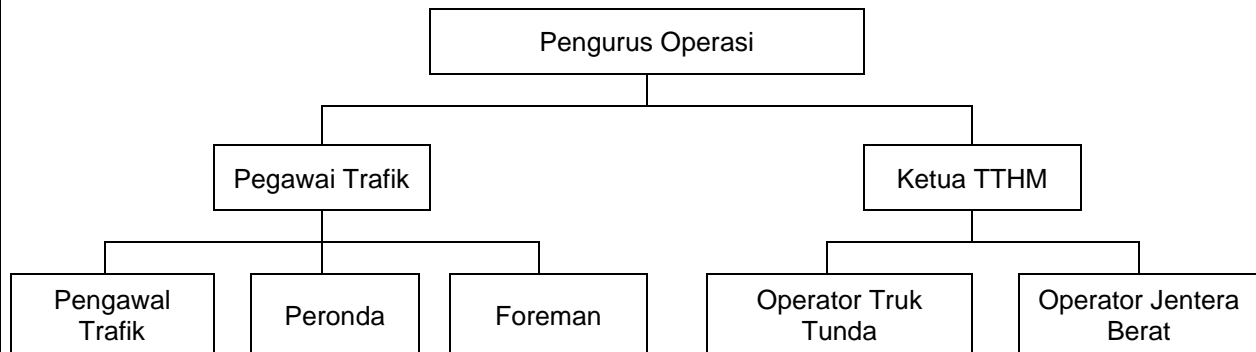 Pengurus Operasi
Pegawai Trafik
Ketua TTHM
Pengawal
Trafik
Peronda
Foreman
Operator Truk
Tunda
Operator Jentera
Berat